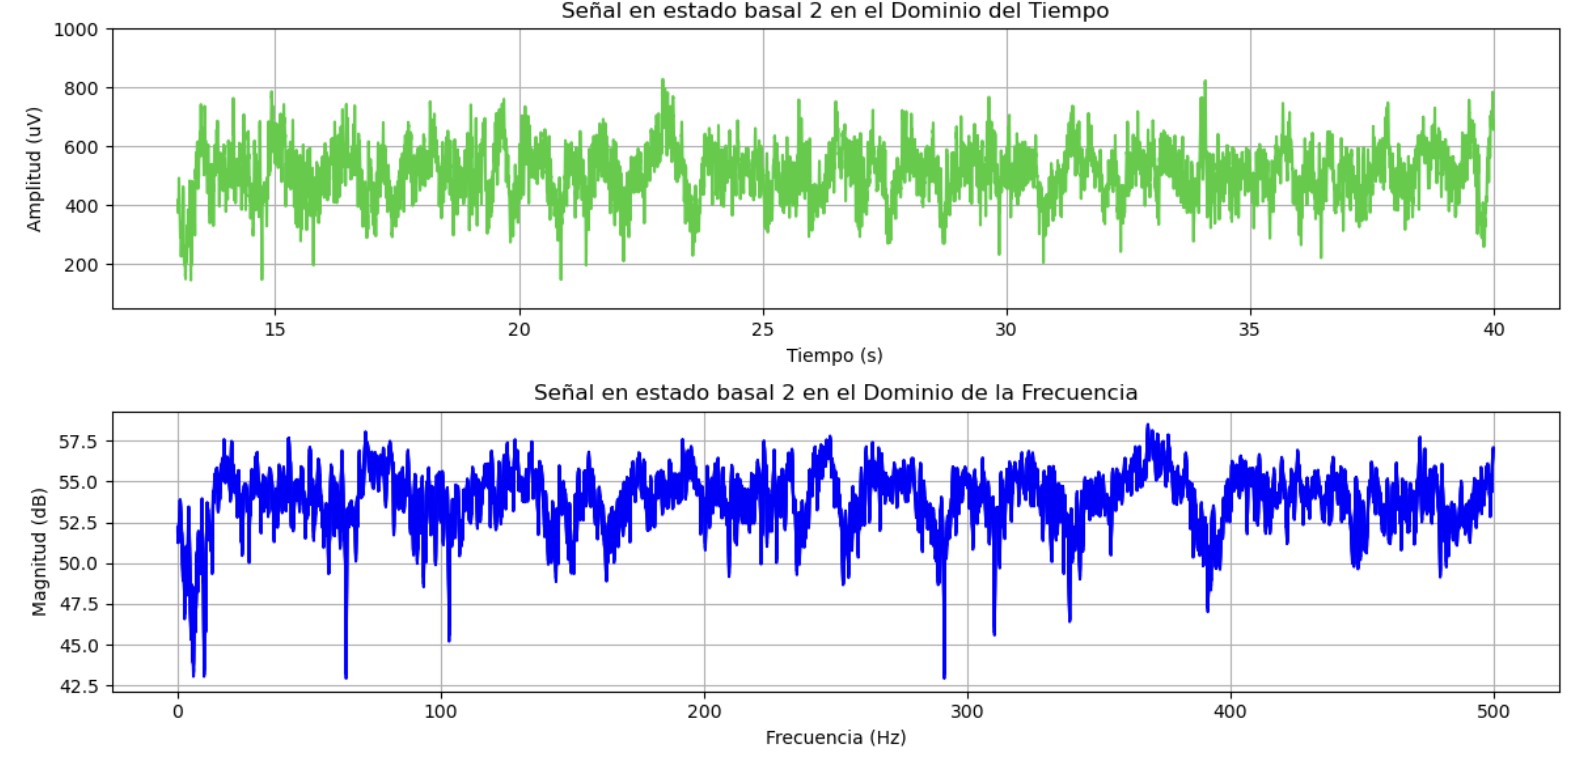 Señal en estado basal 2 en el Dominio del Tiempo
1000
800
600
400
200
Amplitud (uV)
15 20 25 30 35 40
Tiempo (s)
Señal en estado basal 2 en el Dominio de la Frecuencia
57.5
55.0
52.5
50.0
47.5
45.0
42.5
Magnitud (dB)
0 100 200 300 400 500
Frecuencia (Hz)